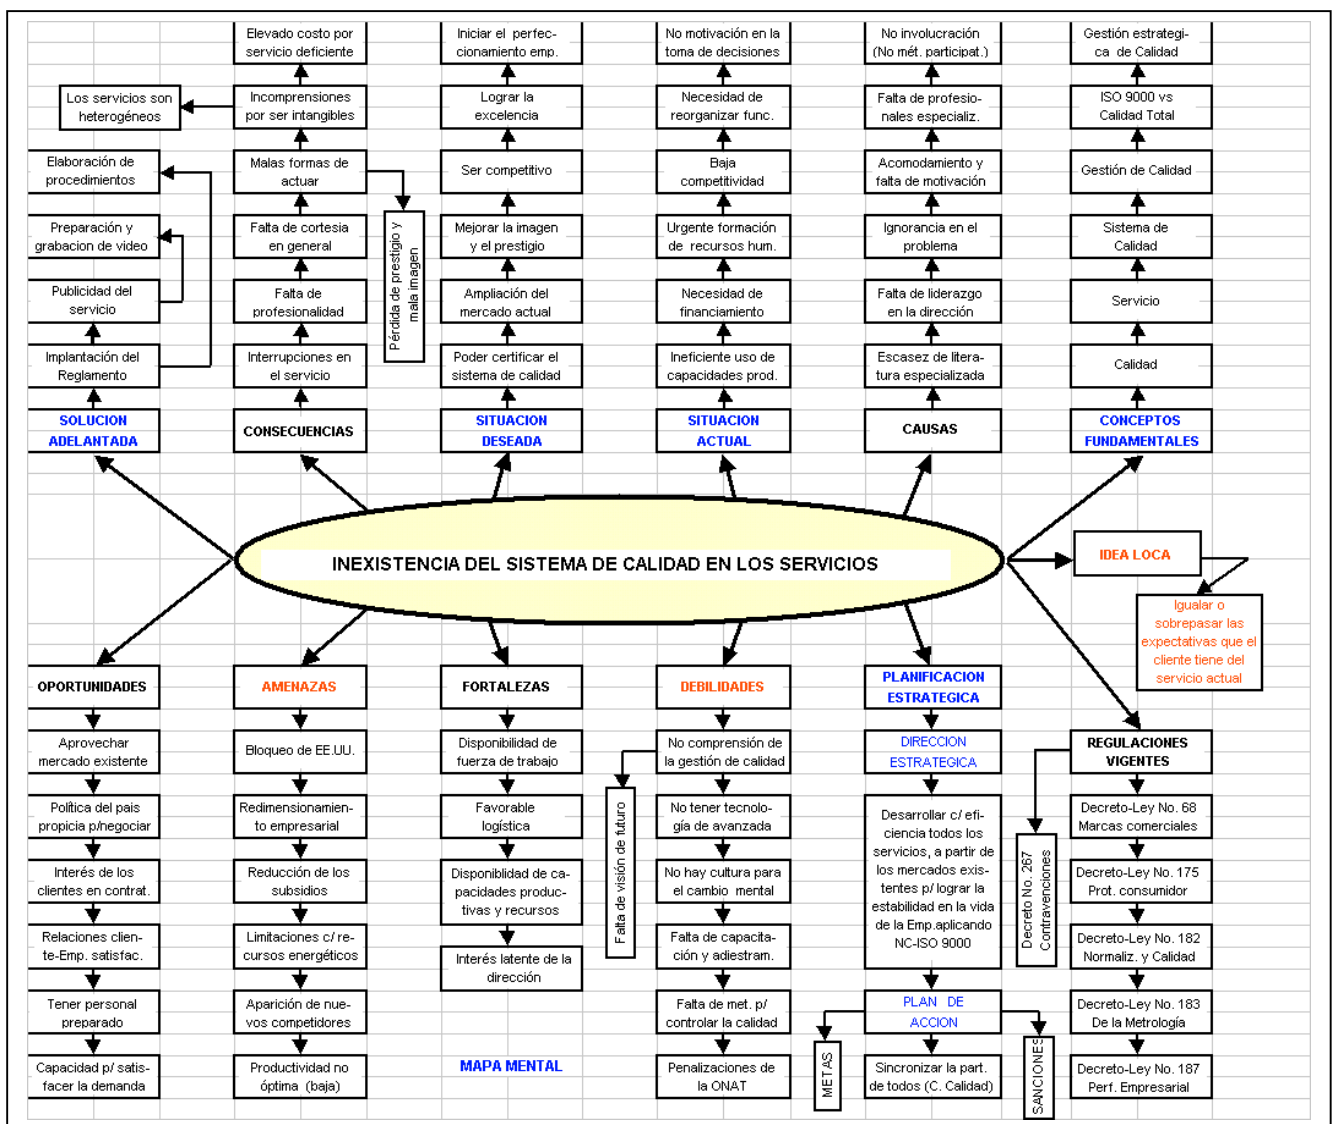 Elevado costo por
servicio deficiente
Iniciar el perfec-
cionamiento emp.
No motivación en la
toma de decisiones
No involucración
(No mét. participat.)
Gestión estrategi-
ca de Calidad
Los servicios son
heterogéneos
Incomprensiones
por ser intangibles
Lograr la
excelencia
Necesidad de
reorganizar func.
Falta de profesio-
nales especializ.
ISO 9000 vs
Calidad Total
Elaboración de
procedimientos
Malas formas de
actuar
Ser competitivo
Baja
competitividad
Acomodamiento y
falta de motivación
Gestión de Calidad
Preparación y
grabacion de video
Falta de cortesia
en general
Pérdida de prestigio y
mala imagen
Mejorar la imagen
y el prestigio
Urgente formación
de recursos hum.
Ignorancia en el
problema
Sistema de
Calidad
Publicidad del
servicio
Falta de
profesionalidad
Ampliación del
mercado actual
Necesidad de
financiamiento
Falta de liderazgo
en la dirección
Servicio
Implantación del
Reglamento
Interrupciones en
el servicio
Poder certificar el
sistema de calidad
Ineficiente uso de
capacidades prod.
Escasez de litera-
tura especializada
Calidad
SOLUCION
ADELANTADA
CONSECUENCIAS
SITUACION
DESEADA
SITUACION
ACTUAL
CAUSAS
CONCEPTOS
FUNDAMENTALES
INEXISTENCIA DEL SISTEMA DE CALIDAD EN LOS SERVICIOS
IDEA LOCA
Igualar o
sobrepasar las
expectativas que el
cliente tiene del
servicio actual
OPORTUNIDADES
AMENAZAS
FORTALEZAS
DEBILIDADES
PLANIFICACION
ESTRATEGICA
Aprovechar
mercado existente
Bloqueo de EE.UU.
Disponibilidad de
fuerza de trabajo
No comprensión de
la gestión de calidad
DIRECCION
ESTRATEGICA
REGULACIONES
VIGENTES
Política del pais
propicia p/negociar
Redimensionamien-
to empresarial
Favorable
logística
Falta de visión de futuro
No tener tecnolo-
gía de avanzada
Desarrollar c/ efi-
ciencia todos los
servicios, a partir de
los mercados exis-
tentes p/ lograr la
estabilidad en la vida
de la Emp.aplicando
NC-ISO 9000
Decreto No. 267
Contravenciones
Decreto-Ley No. 68
Marcas comerciales
Interés de los
clientes en contrat.
Reducción de los
subsidios
Disponiblidad de ca-
pacidades produc-
tivas y recursos
No hay cultura para
el cambio mental
Decreto-Ley No. 175
Prot. consumidor
Relaciones clien-
te-Emp. satisfac.
Limitaciones c/ re-
cursos energéticos
Interés latente de la
dirección
Falta de capacita-
ción y adiestram.
Decreto-Ley No. 182
Normaliz. y Calidad
Tener personal
preparado
Aparición de nue-
vos competidores
Falta de met. p/
controlar la calidad
PLAN DE
ACCION
Decreto-Ley No. 183
De la Metrología
Capacidad p/ satis-
facer la demanda
Productividad no
óptima (baja)
MAPA MENTAL
Penalizaciones de
la ONAT
METAS
Sincronizar la part.
de todos (C. Calidad)
SANCIONES
Decreto-Ley No. 187
Perf. Empresarial